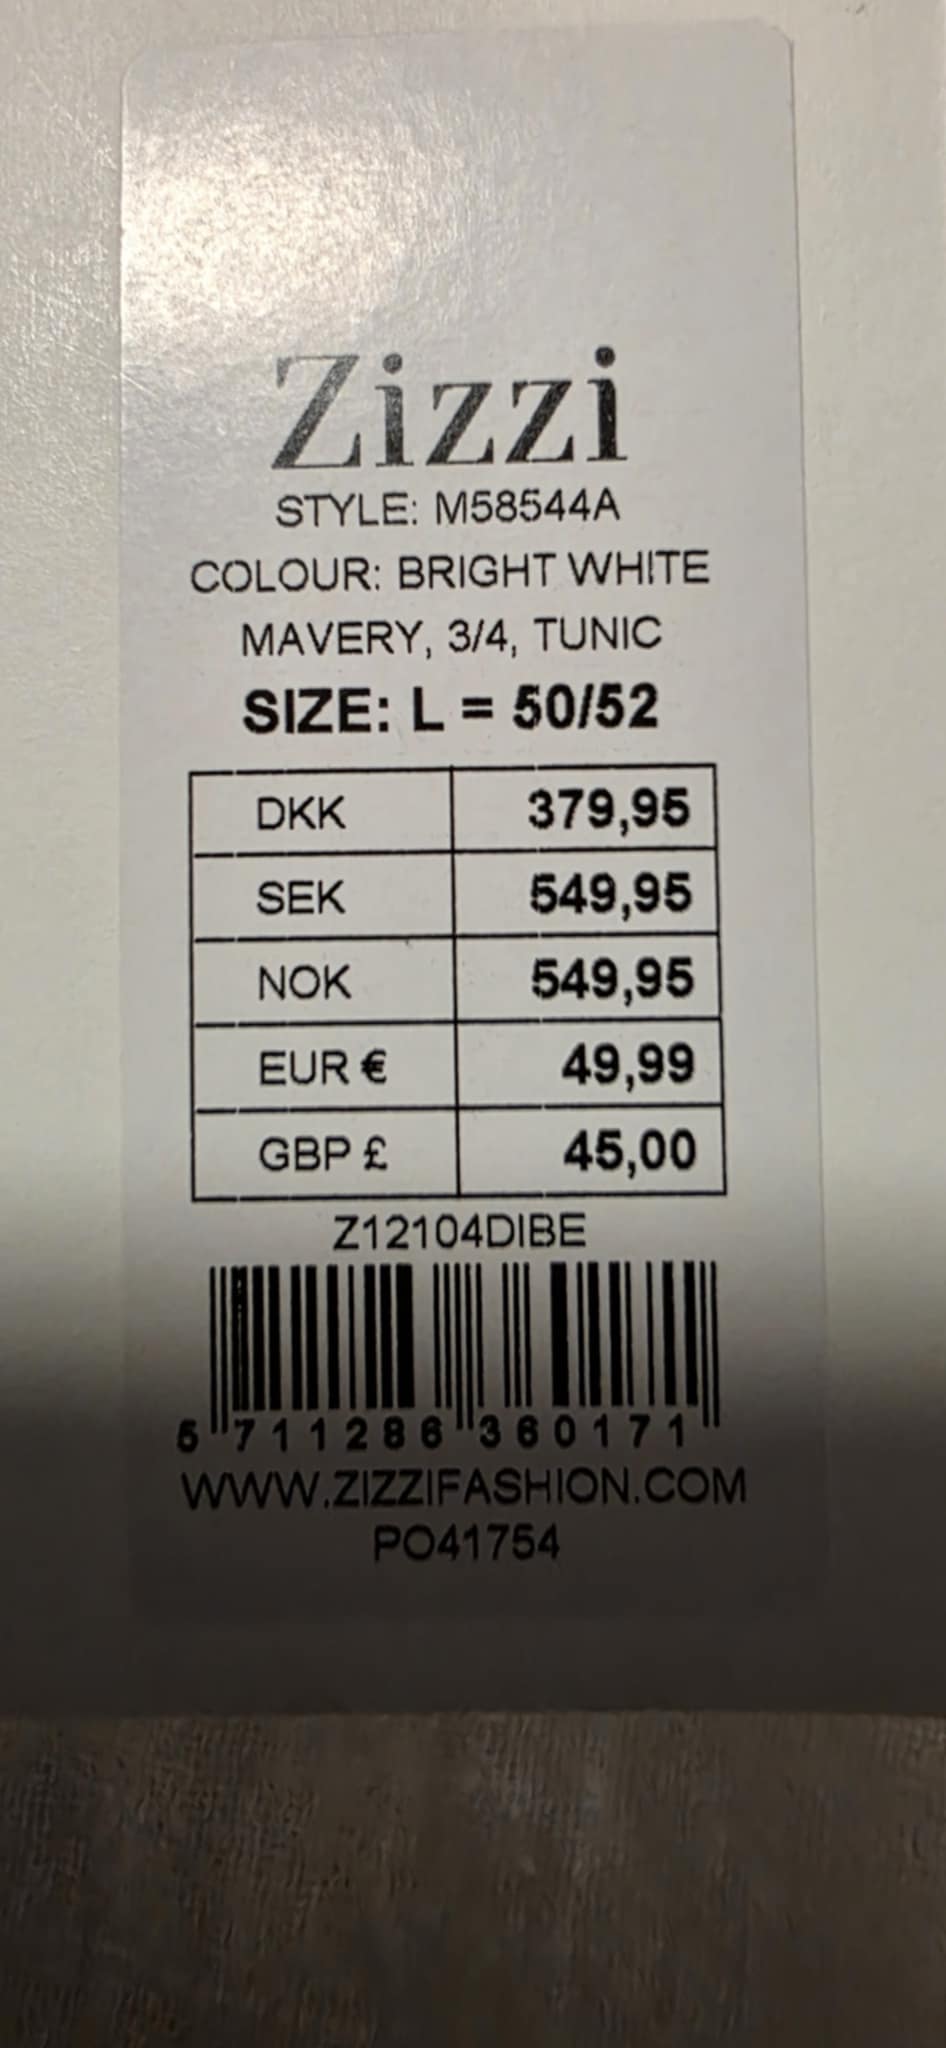 Zizzi
STYLE: M58544A
COLOUR: BRIGHT WHITE
MAVERY, 3/4, TUNIC
SIZE: L = 50/52
DKK 379,95
SEK 549,95
NOK 549,95
EUR € 49,99
GBP £ 45,00
Z12104DIBE
5 711286 360171
WWW.ZIZZIFASHION.COM
PO41754